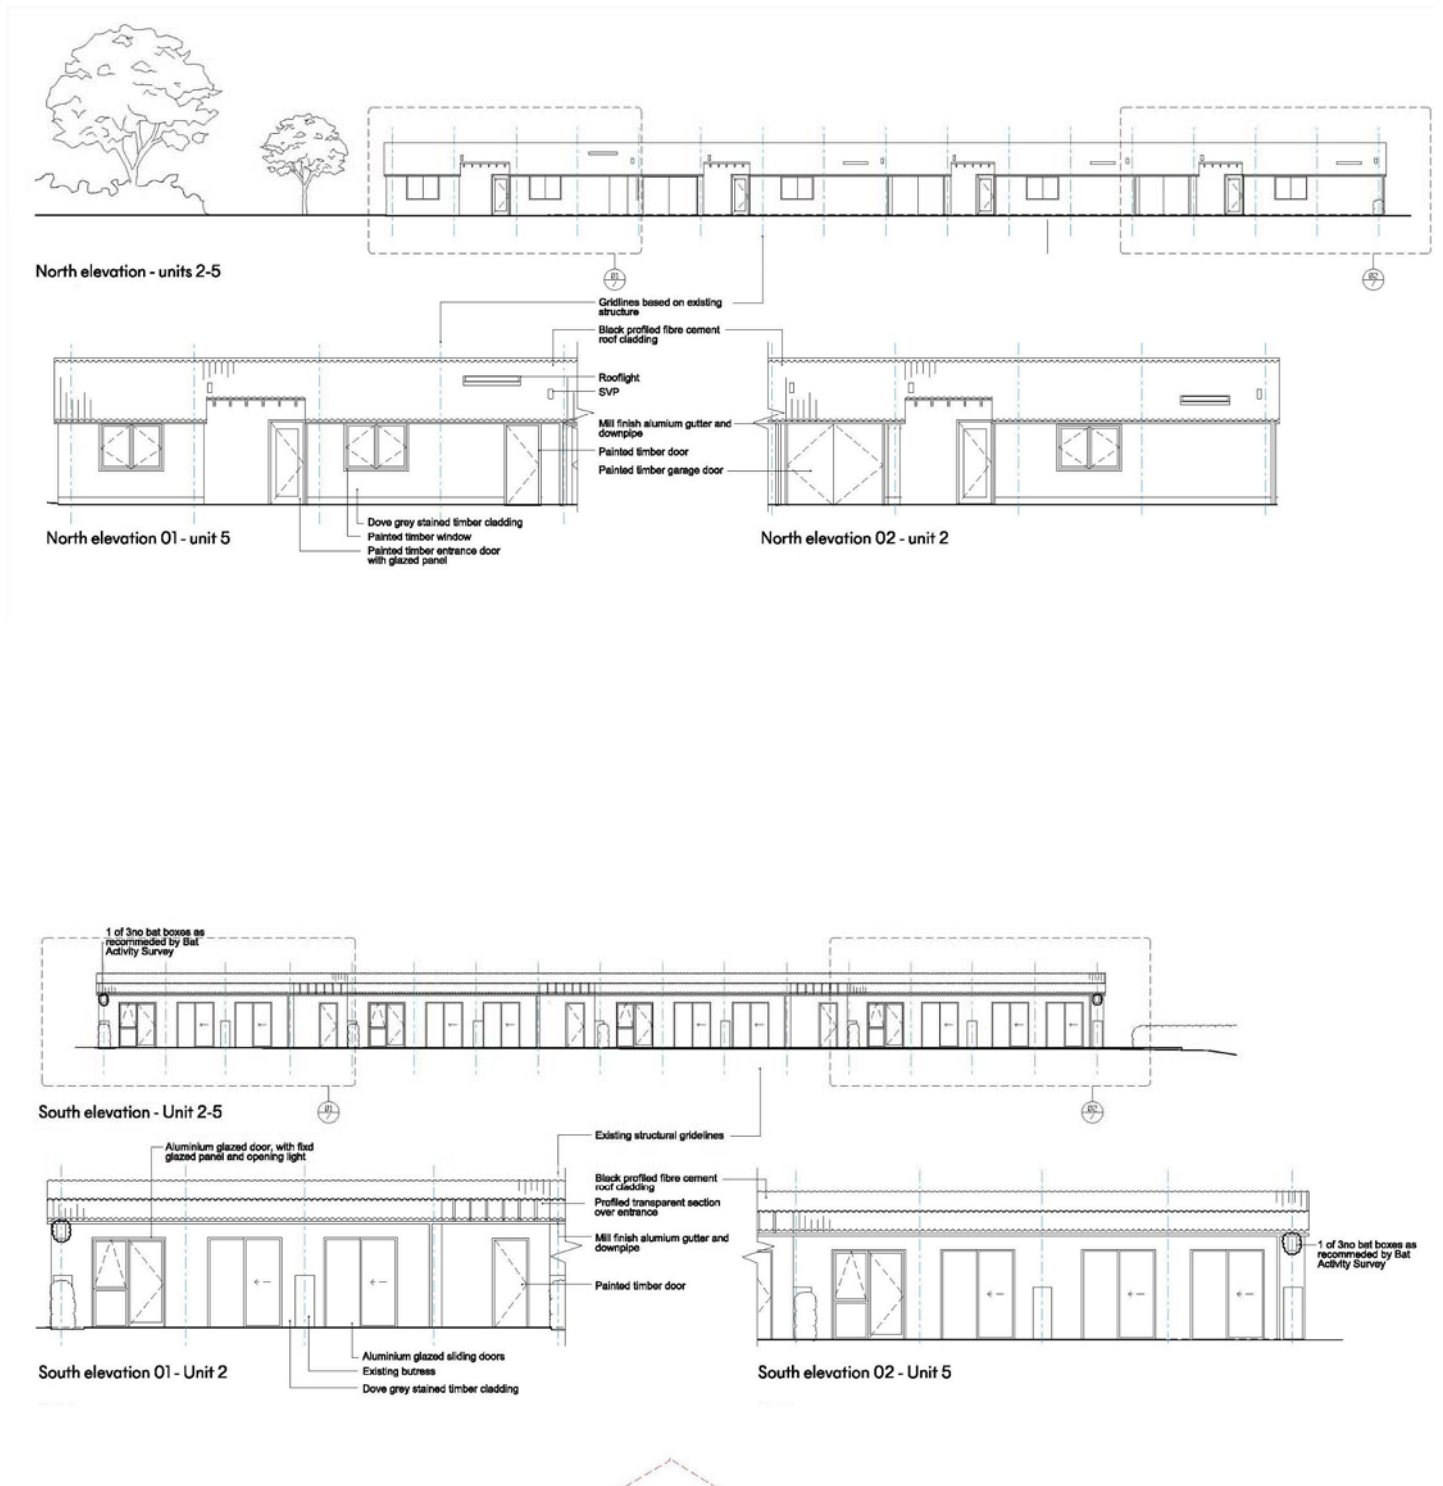 North elevation - units 2-5
Gridlines based on existing
structure
Black profiled fibre cement
roof cladding
Rooflight
SVP
Mill finish alumium gutter and
downpipe
Painted timber door
Painted timber garage door
Dove grey stained timber cladding
Painted timber window
Painted timber entrance door
with glazed panel
North elevation 01 - unit 5
North elevation 02 - unit 2
1 of 3no bat boxes as
recommeded by Bat
Activity Survey
South elevation - Unit 2-5
Aluminium glazed door, with fixd
glazed panel and opening light
Existing structural gridelines
Black profiled fibre cement
roof cladding
Profiled transparent section
over entrance
Mill finish alumium gutter and
downpipe
Painted timber door
1 of 3no bat boxes as
recommeded by Bat
Activity Survey
Aluminium glazed sliding doors
Existing butress
Dove grey stained timber cladding
South elevation 01 - Unit 2
South elevation 02 - Unit 5